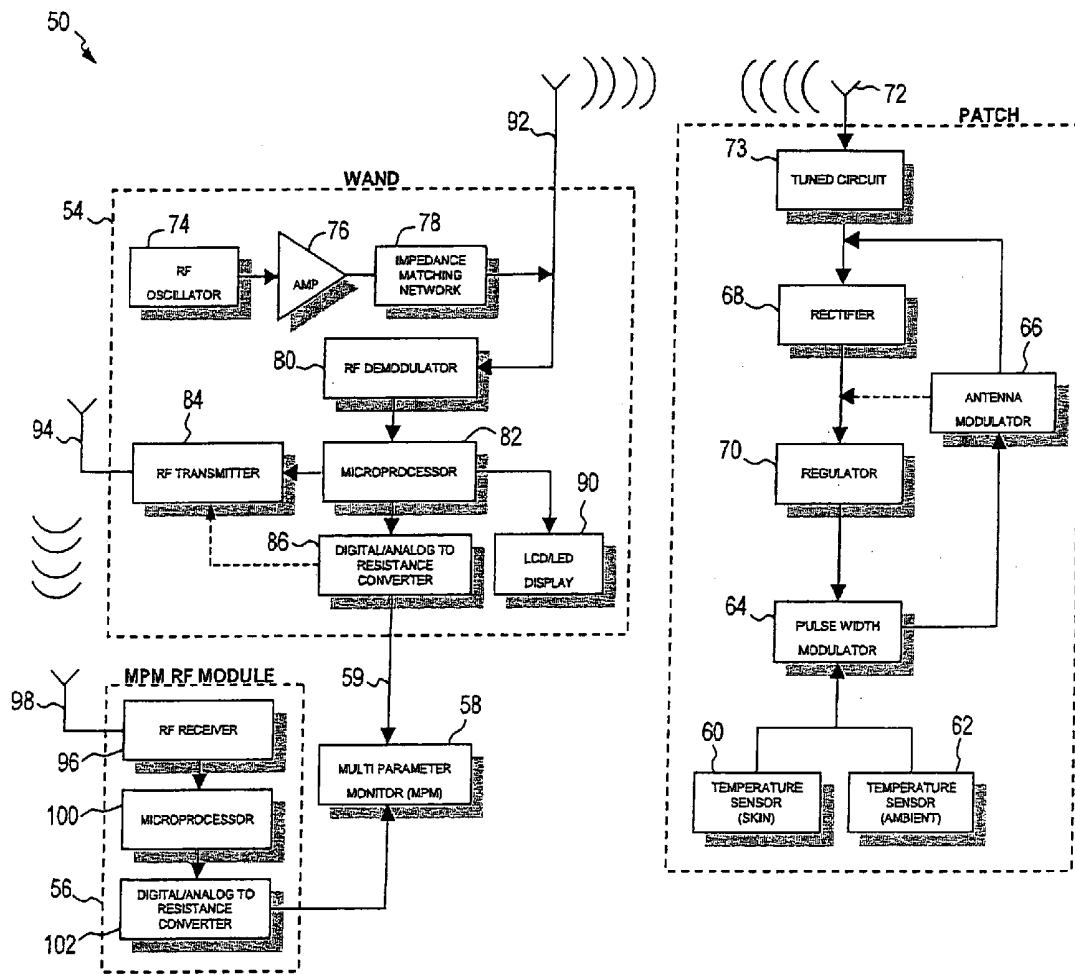 50
92
72
PATCH
73
TUNED CIRCUIT
WAND
54
74
RF
OSCILLATOR
76
AMP
78
IMPEDANCE
MATCHING
NETWORK
68
RECTIFIER
66
ANTENNA
MODULATOR
80
RF DEMODULATOR
94
84
RF TRANSMITTER
82
MICROPROCESSOR
70
REGULATOR
90
LCD/LED
DISPLAY
86
DIGITAL/ANALOG TO
RESISTANCE
CONVERTER
64
PULSE WIDTH
MODULATOR
59
MPM RF MODULE
98
RF RECEIVER
96
58
MULTI PARAMETER
MONITOR (MPM)
60
TEMPERATURE
SENSOR
(SKIN)
62
TEMPERATURE
SENSOR
(AMBIENT)
100
MICROPROCESSOR
56
DIGITAL/ANALOG TO
RESISTANCE
CONVERTER
102